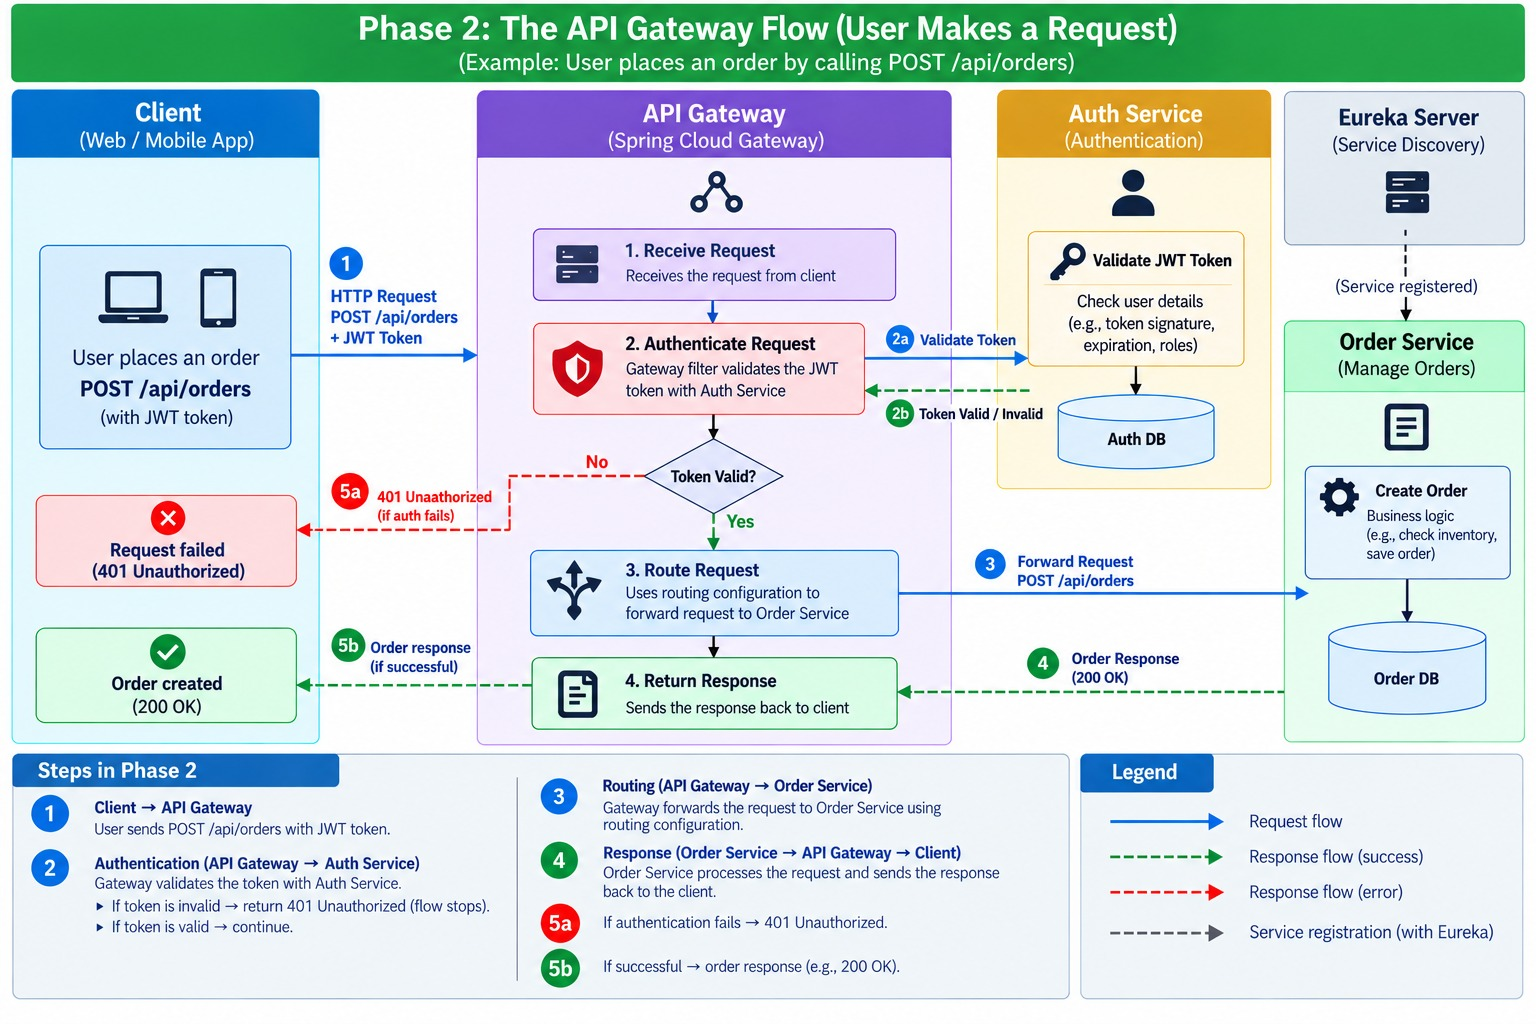 Phase 2: The API Gateway Flow (User Makes a Request)
(Example: User places an order by calling POST /api/orders)
Client
(Web / Mobile App)
User places an order
POST /api/orders
(with JWT token)
Request failed
(401 Unauthorized)
Order created
(200 OK)
1
HTTP Request
POST /api/orders
+ JWT Token
5a
401 Unaathorized
(if auth fails)
5b
Order response
(if successful)
API Gateway
(Spring Cloud Gateway)
1. Receive Request
Receives the request from client
2. Authenticate Request
Gateway filter validates the JWT
token with Auth Service
Token Valid?
No
Yes
3. Route Request
Uses routing configuration to
forward request to Order Service
4. Return Response
Sends the response back to client
2a Validate Token
2b Token Valid / Invalid
3
Forward Request
POST /api/orders
4
Order Response
(200 OK)
Auth Service
(Authentication)
Validate JWT Token
Check user details
(e.g., token signature,
expiration, roles)
Auth DB
Eureka Server
(Service Discovery)
(Service registered)
Order Service
(Manage Orders)
Create Order
Business logic
(e., check inventory,
save order)
Order DB
Steps in Phase 2
1
Client → API Gateway
User sends POST /api/orders with JWT token.
2
Authentication (API Gateway → Auth Service)
Gateway validates the token with Auth Service.
▸ If token is invalid → return 401 Unauthorized (flow stops).
▸ If token is valid → continue.
3
Routing (API Gateway → Order Service)
Gateway forwards the request to Order Service using
routing configuration.
4
Response (Order Service → API Gateway → Client)
Order Service processes the request and sends the response
back to the client.
5a If authentication fails → 401 Unauthorized.
5b If successful → order response (e.g., 200 OK).
Legend
Request flow
Response flow (success)
Response flow (error)
Service registration (with Eureka)